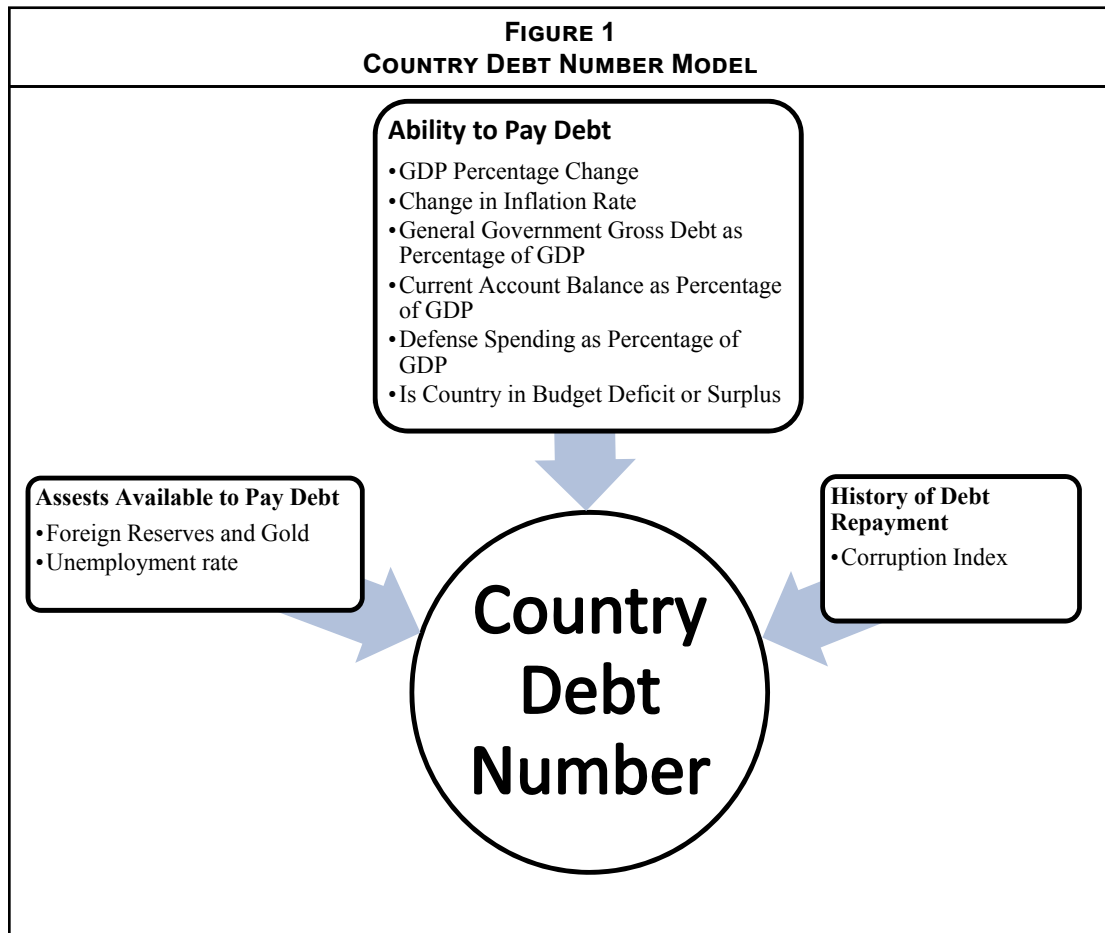 FIGURE 1
COUNTRY DEBT NUMBER MODEL
Ability to Pay Debt
•GDP Percentage Change
•Change in Inflation Rate
•General Government Gross Debt as
Percentage of GDP
•Current Account Balance as Percentage
of GDP
•Defense Spending as Percentage of
GDP
•Is Country in Budget Deficit or Surplus
Assests Available to Pay Debt
•Foreign Reserves and Gold
•Unemployment rate
History of Debt
Repayment
•Corruption Index
Country
Debt
Number